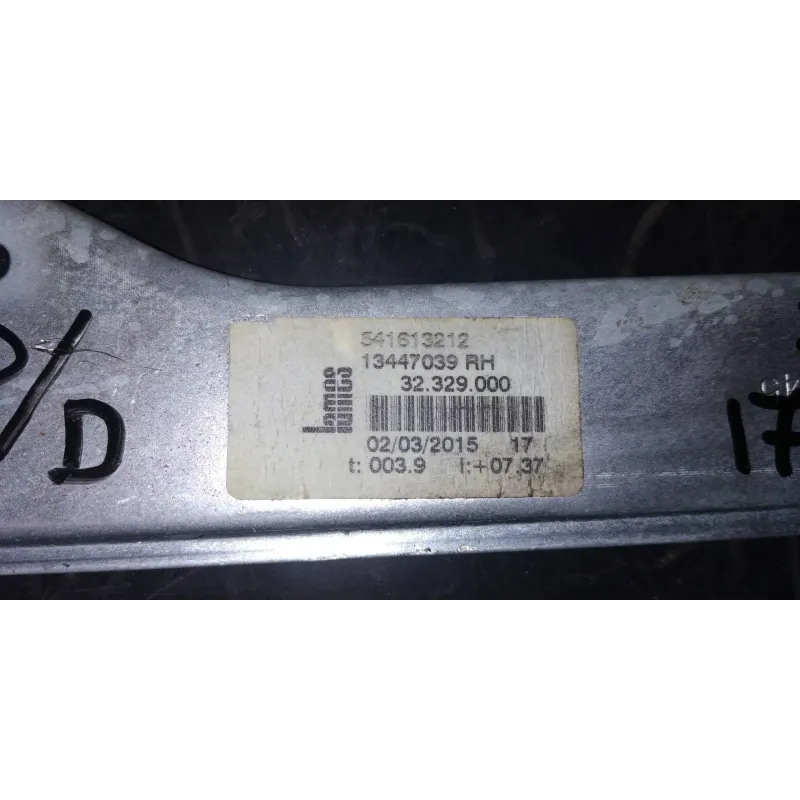 541613212
13447039 RH
32.329.000
02/03/2015 17
t: 003.9 I:+07.37
/D
17